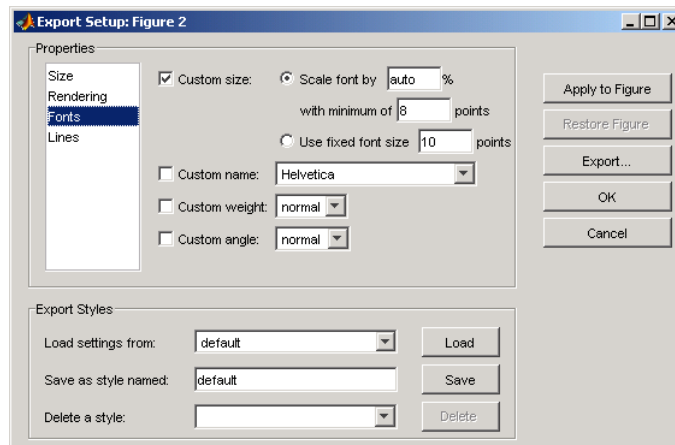 Export Setup: Figure 2
Properties
Size
Rendering
Fonts
Lines
Custom size:
Scale font by auto %
with minimum of 8 points
Use fixed font size 10 points
Custom name: Helvetica
Custom weight: normal
Custom angle: normal
Apply to Figure
Restore Figure
Export...
OK
Cancel
Export Styles
Load settings from: default Load
Save as style named: default Save
Delete a style: Delete